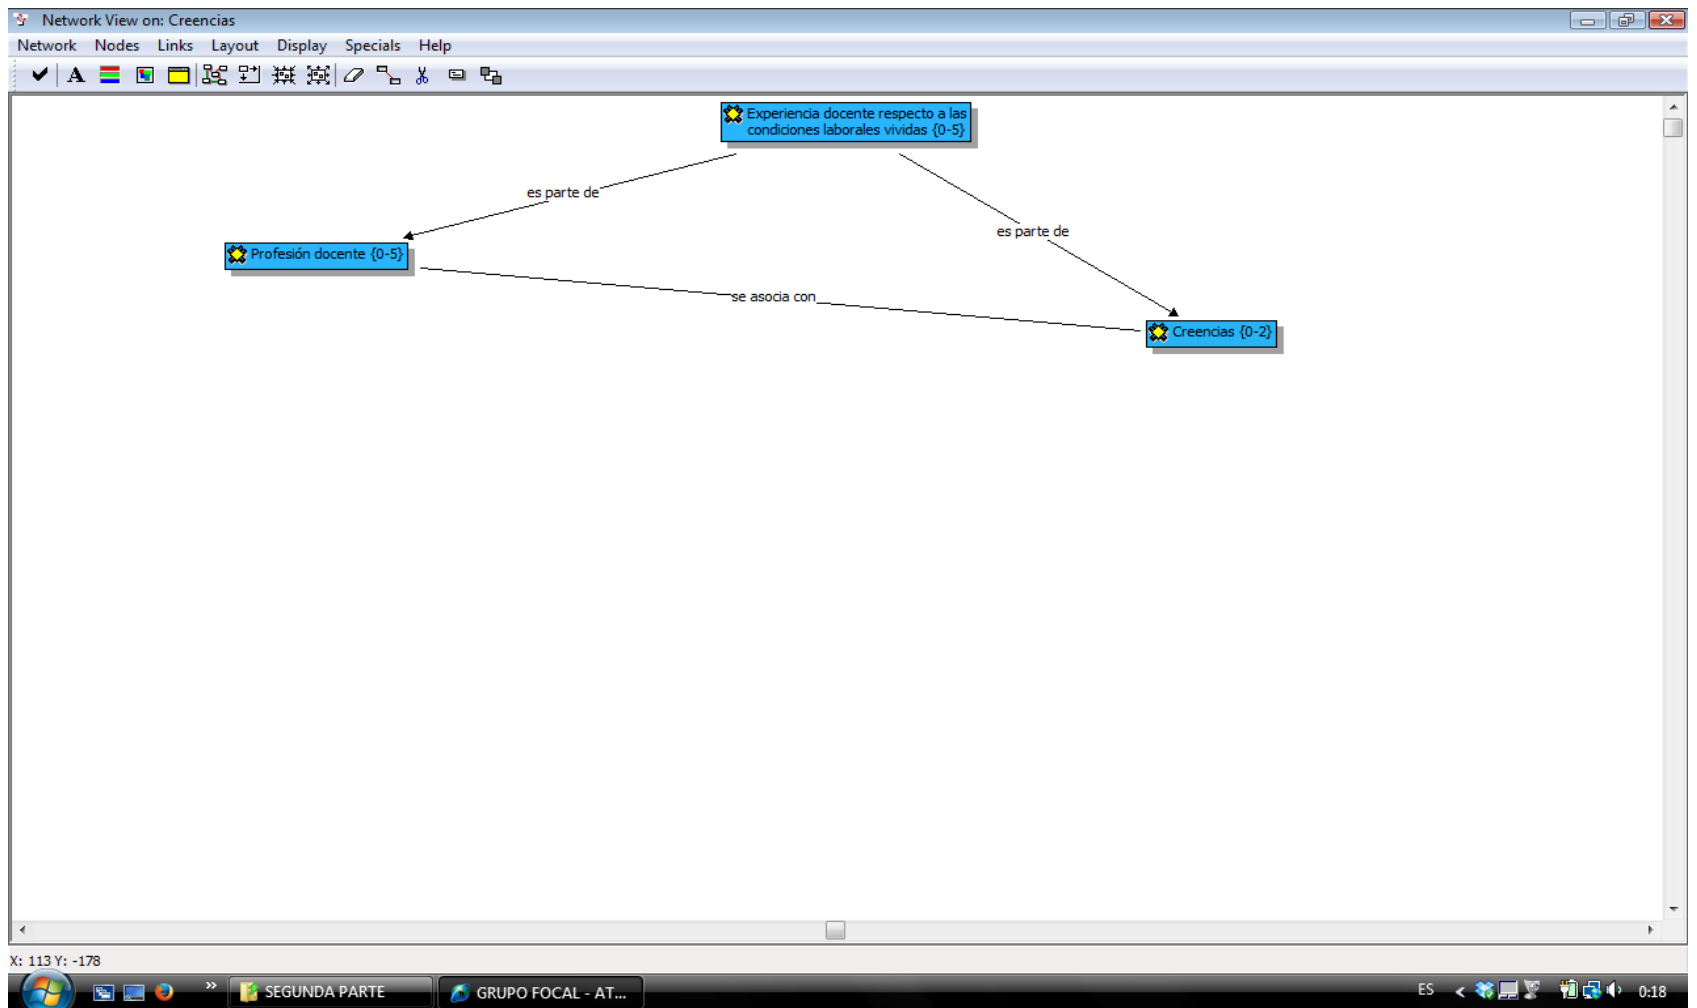 Network View on: Creencias
Network Nodes Links Layout Display Specials Help
A
Experiencia docente respecto a las
condiciones laborales vividas {0-5}
es parte de
es parte de
Profesión docente {0-5}
se asocia con
Creencias {0-2}
X: 113 Y: -178
SEGUNDA PARTE
GRUPO FOCAL - AT...
ES
0:18